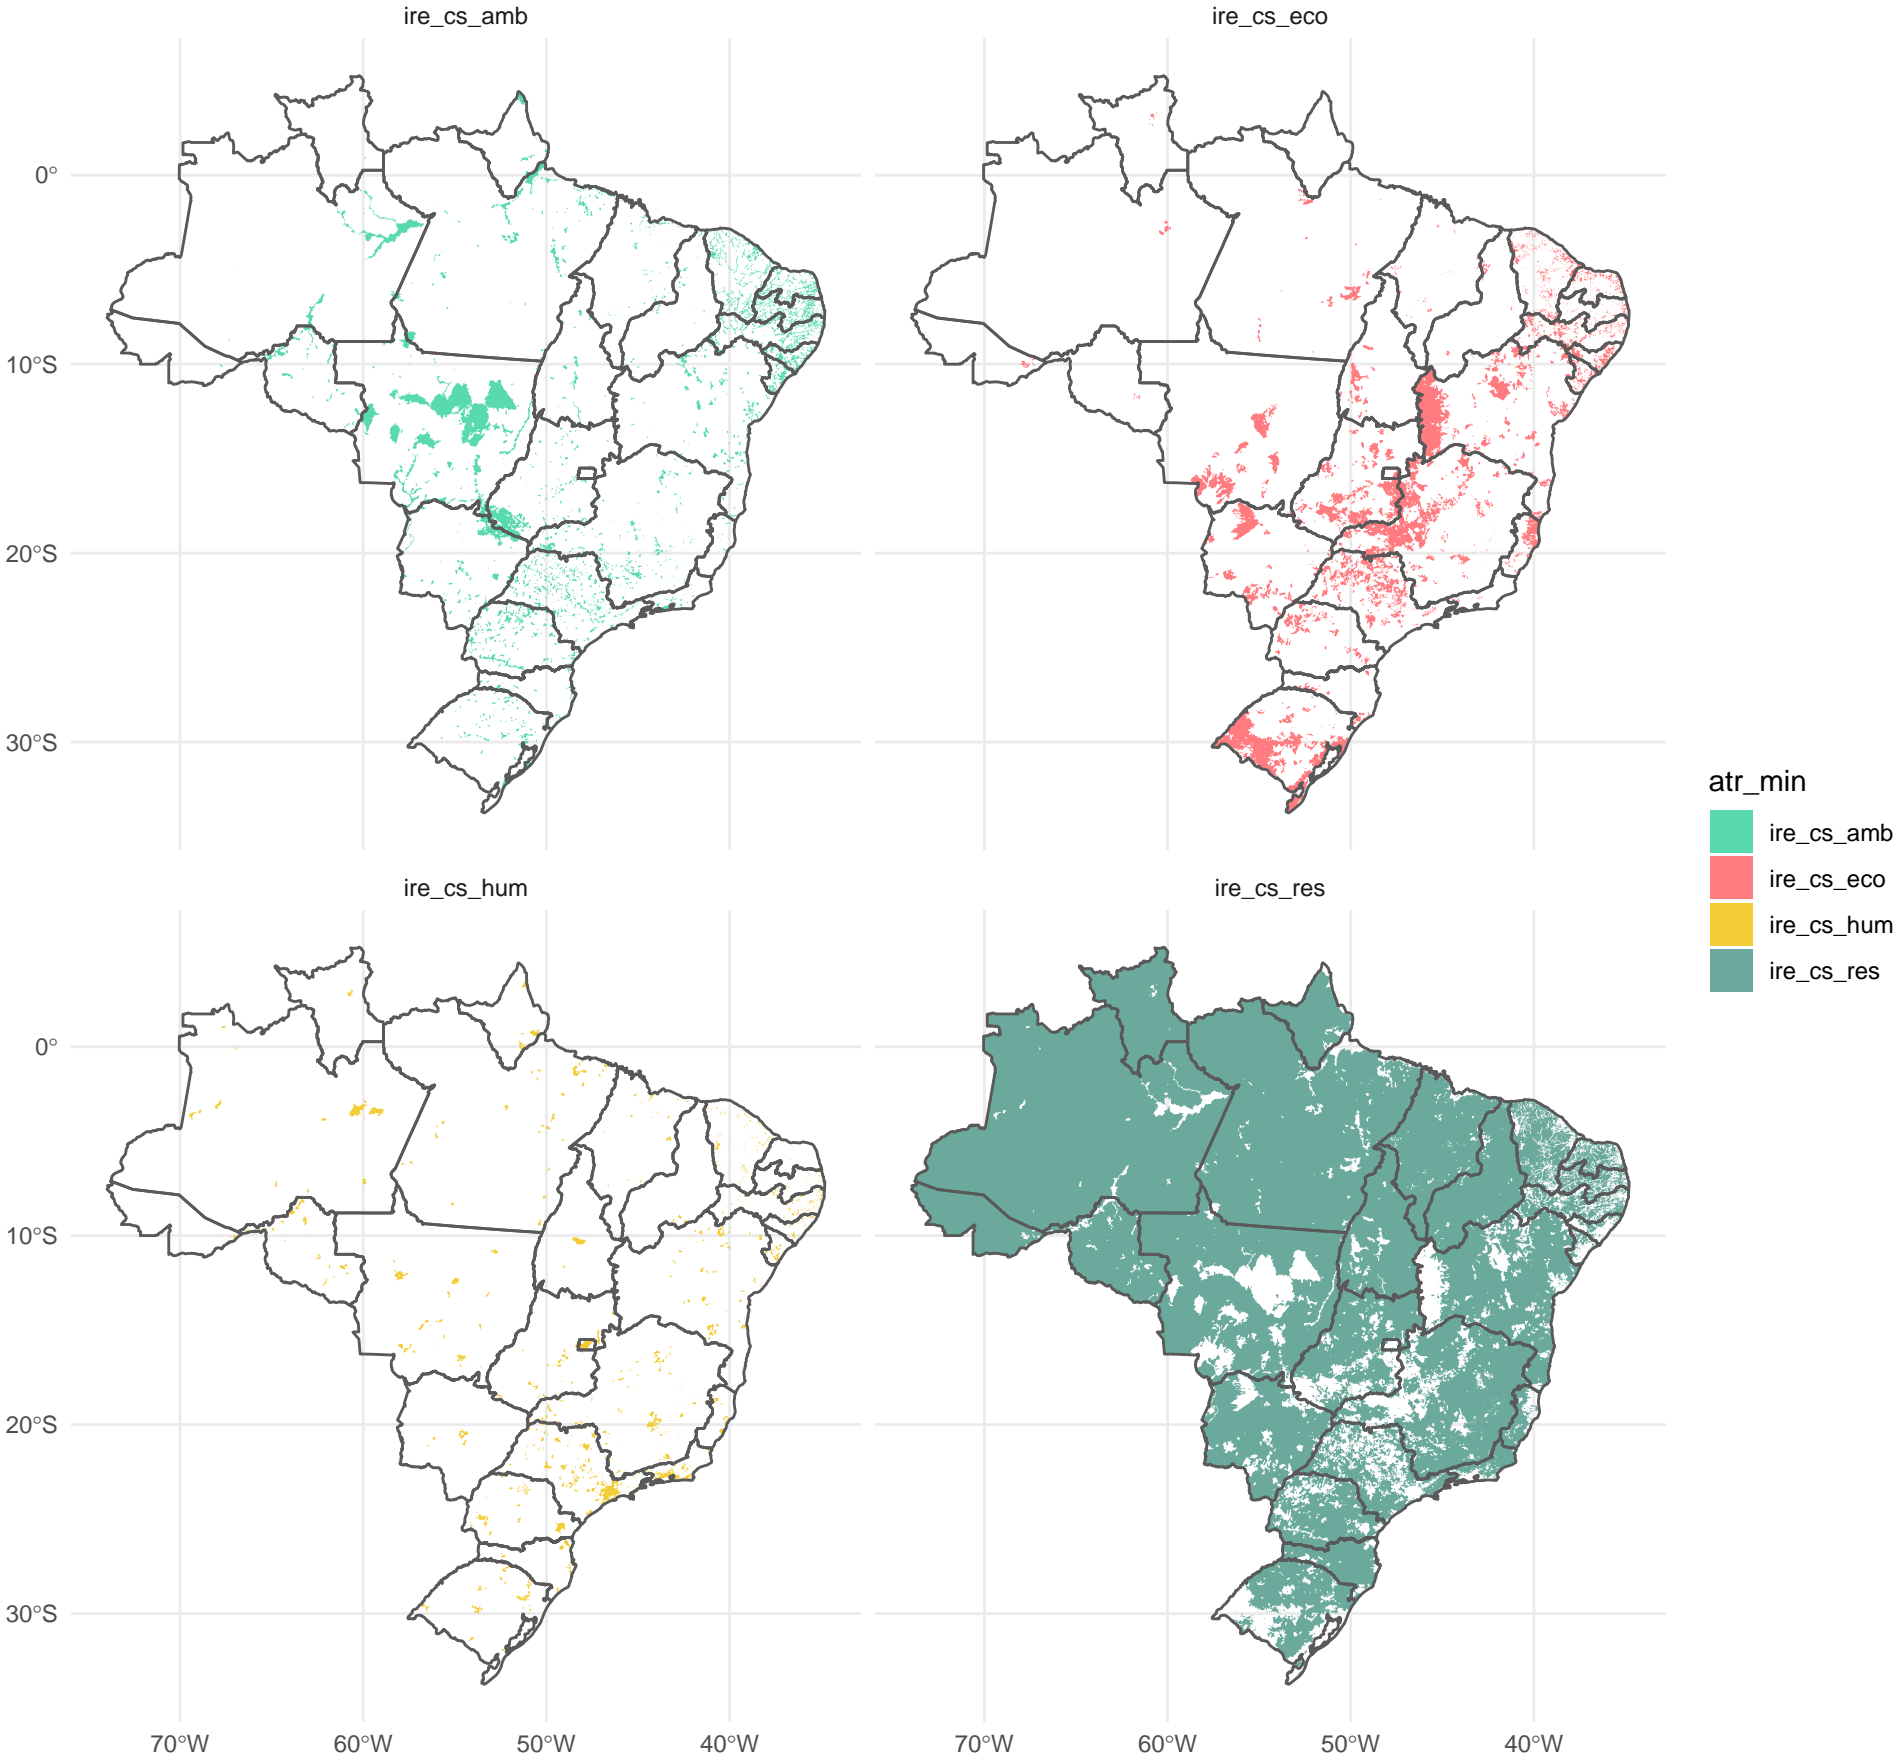 ire_cs_amb
ire_cs_eco
0°
10°S
20°S
30°S
ire_cs_hum
ire_cs_res
0°
10°S
20°S
30°S
70°W
60°W
50°W
40°W
70°W
60°W
50°W
40°W
atr_min
ire_cs_amb
ire_cs_eco
ire_cs_hum
ire_cs_res